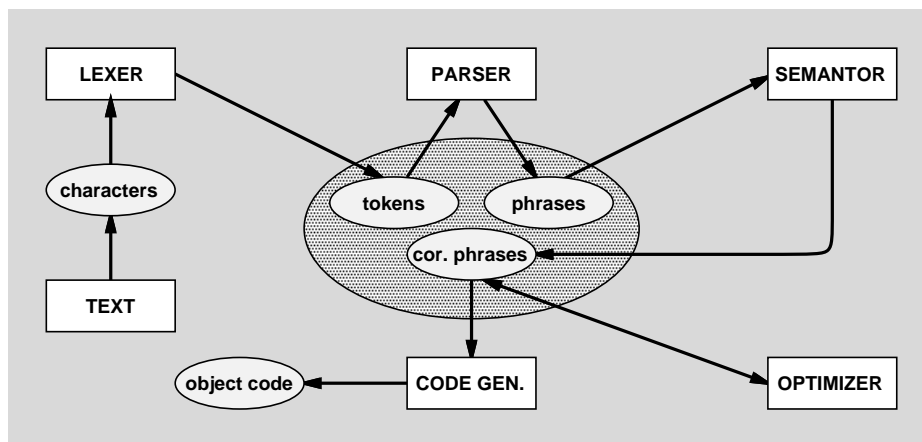 LEXER
PARSER
SEMANTOR
characters
tokens
phrases
cor. phrases
TEXT
object code
CODE GEN.
OPTIMIZER